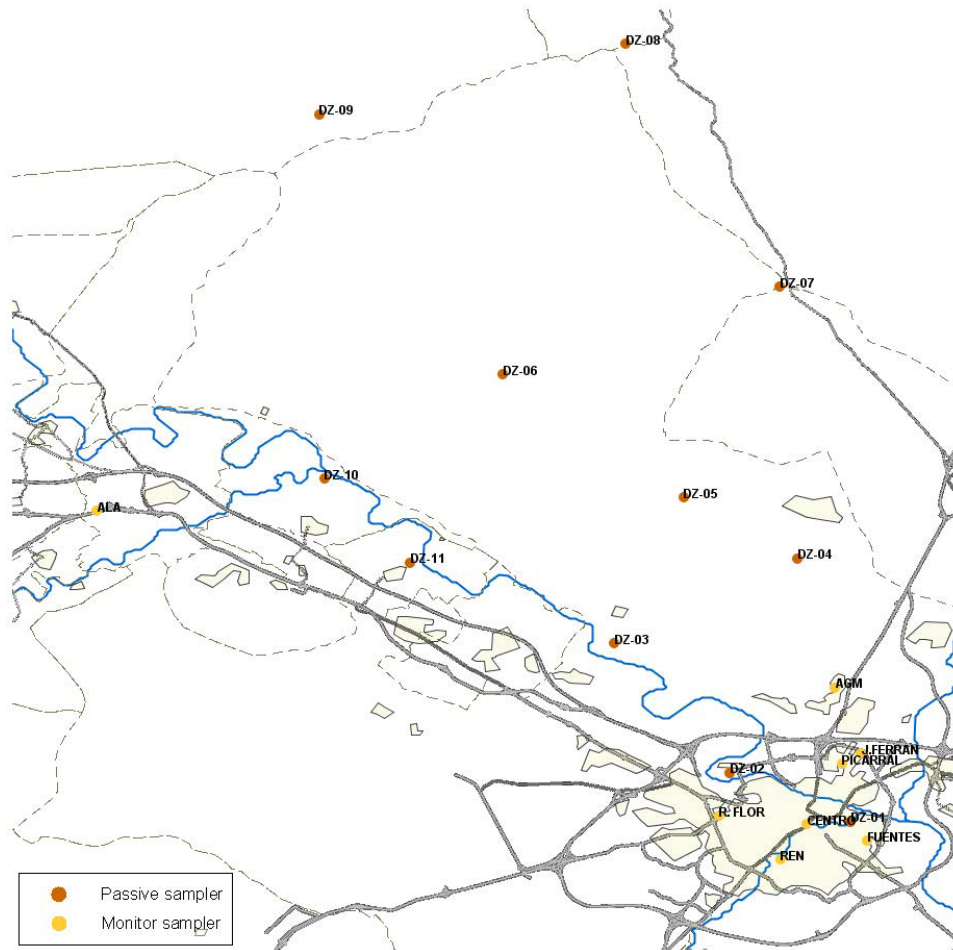 DZ-08
DZ-09
DZ-07
DZ-06
DZ-10
DZ-05
ALA
DZ-11
DZ-04
DZ-03
AGM
J.FERRAN
PICARRAL
DZ-02
R. FLOR
CENTRO
DZ-01
FUENTES
REN
Passive sampler
Monitor sampler